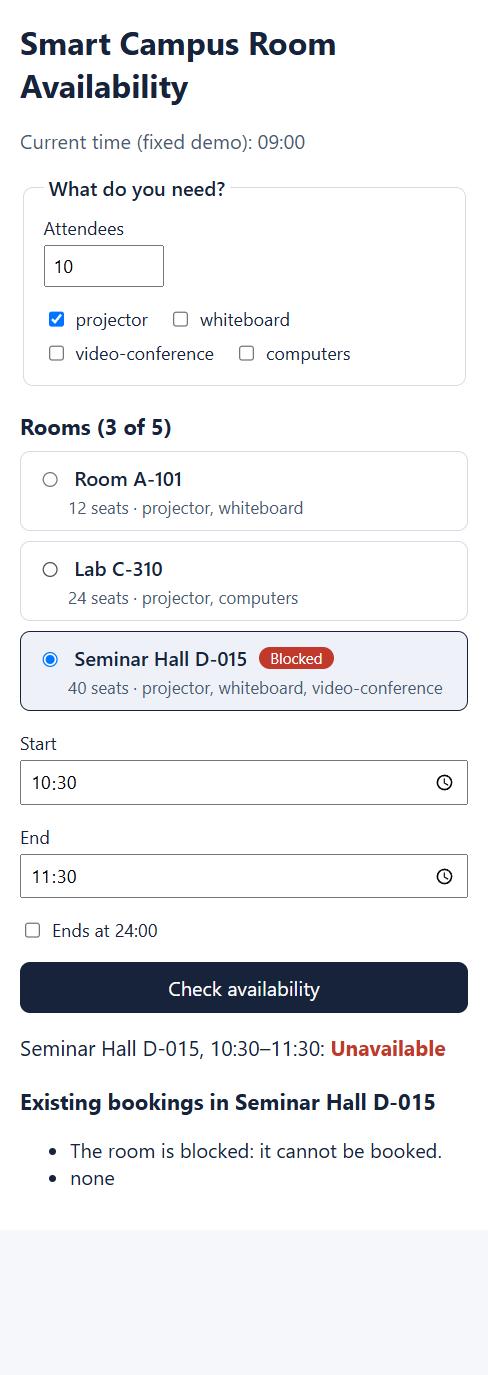 Smart Campus Room
Availability
Current time (fixed demo): 09:00
What do you need?
Attendees
10
projector whiteboard
video-conference computers
Rooms (3 of 5)
Room A-101
12 seats · projector, whiteboard
Lab C-310
24 seats · projector, computers
Seminar Hall D-015 Blocked
40 seats · projector, whiteboard, video-conference
Start
10:30
End
11:30
Ends at 24:00
Check availability
Seminar Hall D-015, 10:30–11:30: Unavailable
Existing bookings in Seminar Hall D-015
• The room is blocked: it cannot be booked.
• none